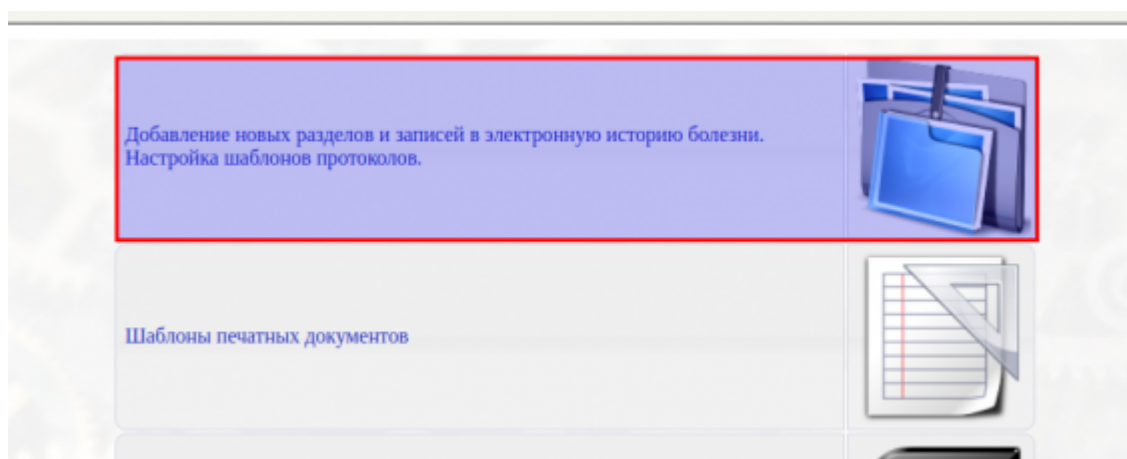 Добавление новых разделов и записей в электронную историю болезни.
Настройка шаблонов протоколов.
Шаблоны печатных документов